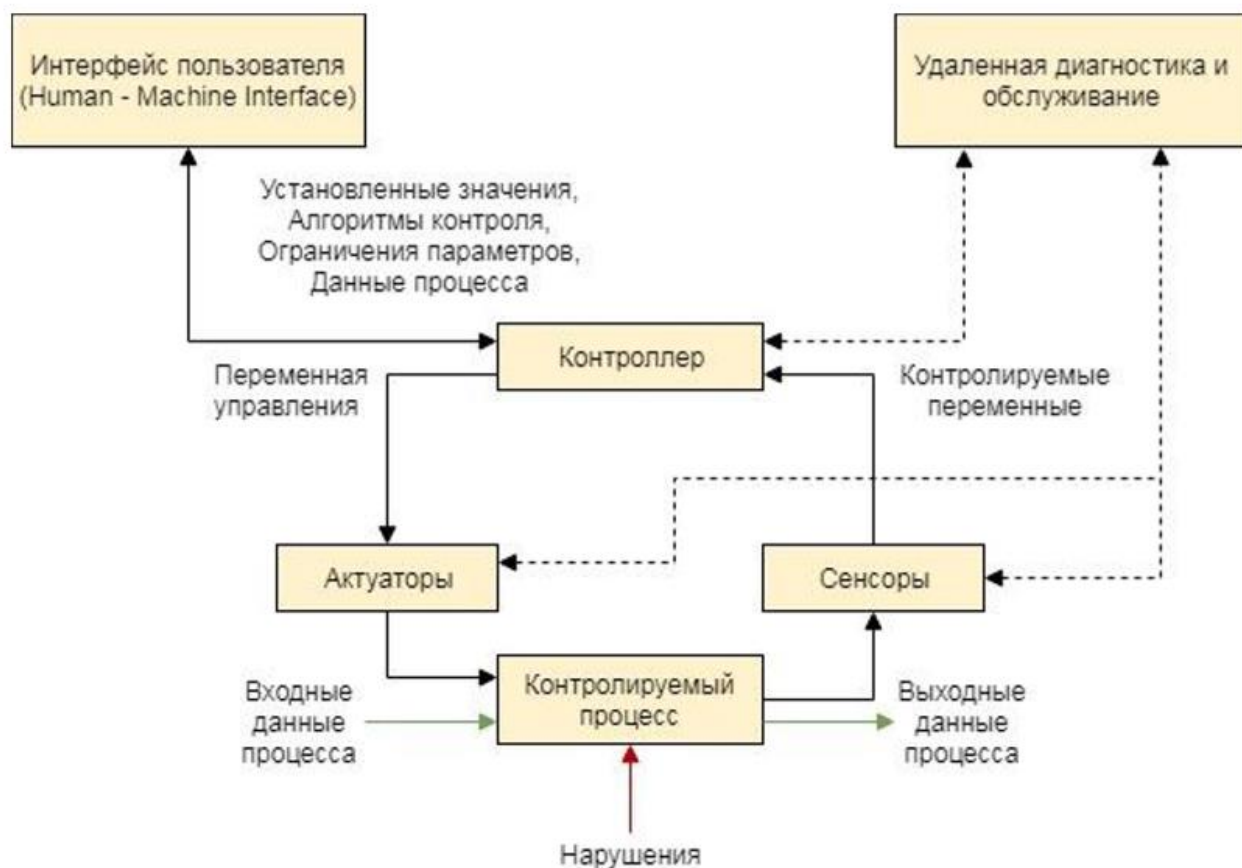 Интерфейс пользователя
(Human - Machine Interface)
Удаленная диагностика и
обслуживание
Установленные значения,
Алгоритмы контроля,
Ограничения параметров,
Данные процесса
Контроллер
Переменная
управления
Контролируемые
переменные
Актуаторы
Сенсоры
Входные
данные
процесса
Контролируемый
процесс
Выходные
данные
процесса
Нарушения